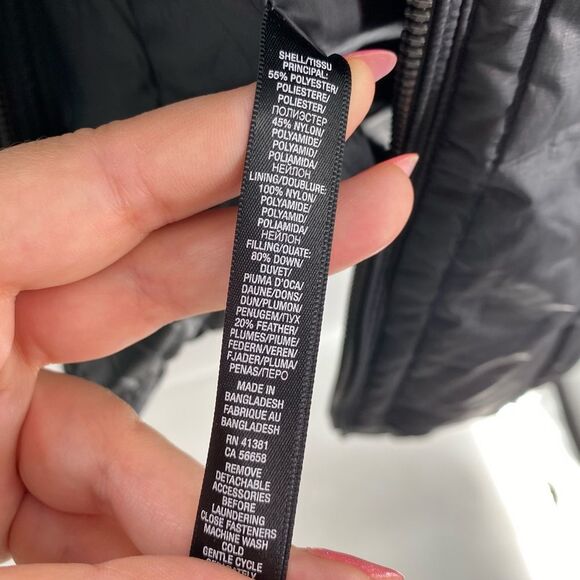 SHELL/TISSU
PRINCIPAL:
55% POLYESTER/
POLIESTERE/
POLIESTER/
ПОЛИЭСТЕР
45% NYLON/
POLYAMIDE/
POLYAMID/
POLIAMIDA/
НЕЙЛОН
LINING/DOUBLURE:
100% NYLON/
POLYAMIDE/
POLYAMID/
POLIAMIDA/
НЕЙЛОН
FILLING/OUATE:
80% DOWN/
DUVET/
PIUMA D'OCA/
DAUNE/DONS/
DUN/PLUMON/
PENUGEM/ПУХ
20% FEATHER/
PLUMES/PIUME/
FEDERN/VEREN/
FJADER/PLUMA/
PENAS/ПЕРО
MADE IN
BANGLADESH
FABRIQUE AU
BANGLADESH
RN 41381
CA 56658
REMOVE
DETACHABLE
ACCESSORIES
BEFORE
LAUNDERING
CLOSE FASTENERS
MACHINE WASH
COLD
GENTLE CYCLE